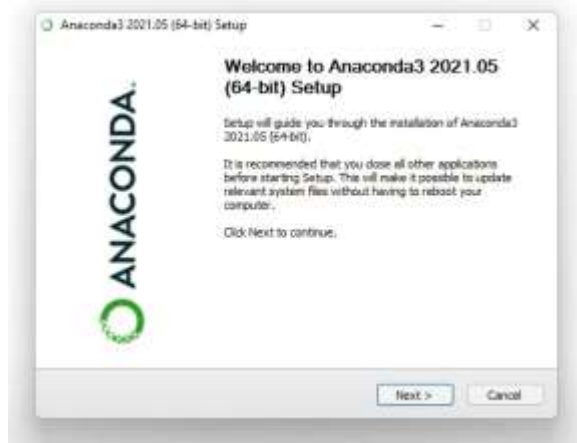 Anaconda3 2021.05 (64-bit) Setup
Welcome to Anaconda3 2021.05
(64-bit) Setup
Setup will guide you through the installation of Anaconda3
2021.05 (64-bit).
It is recommended that you close all other applications
before starting Setup. This will make it possible to update
relevant system files without having to reboot your
computer.
Click Next to continue.
ANACONDA.
Next >
Cancel